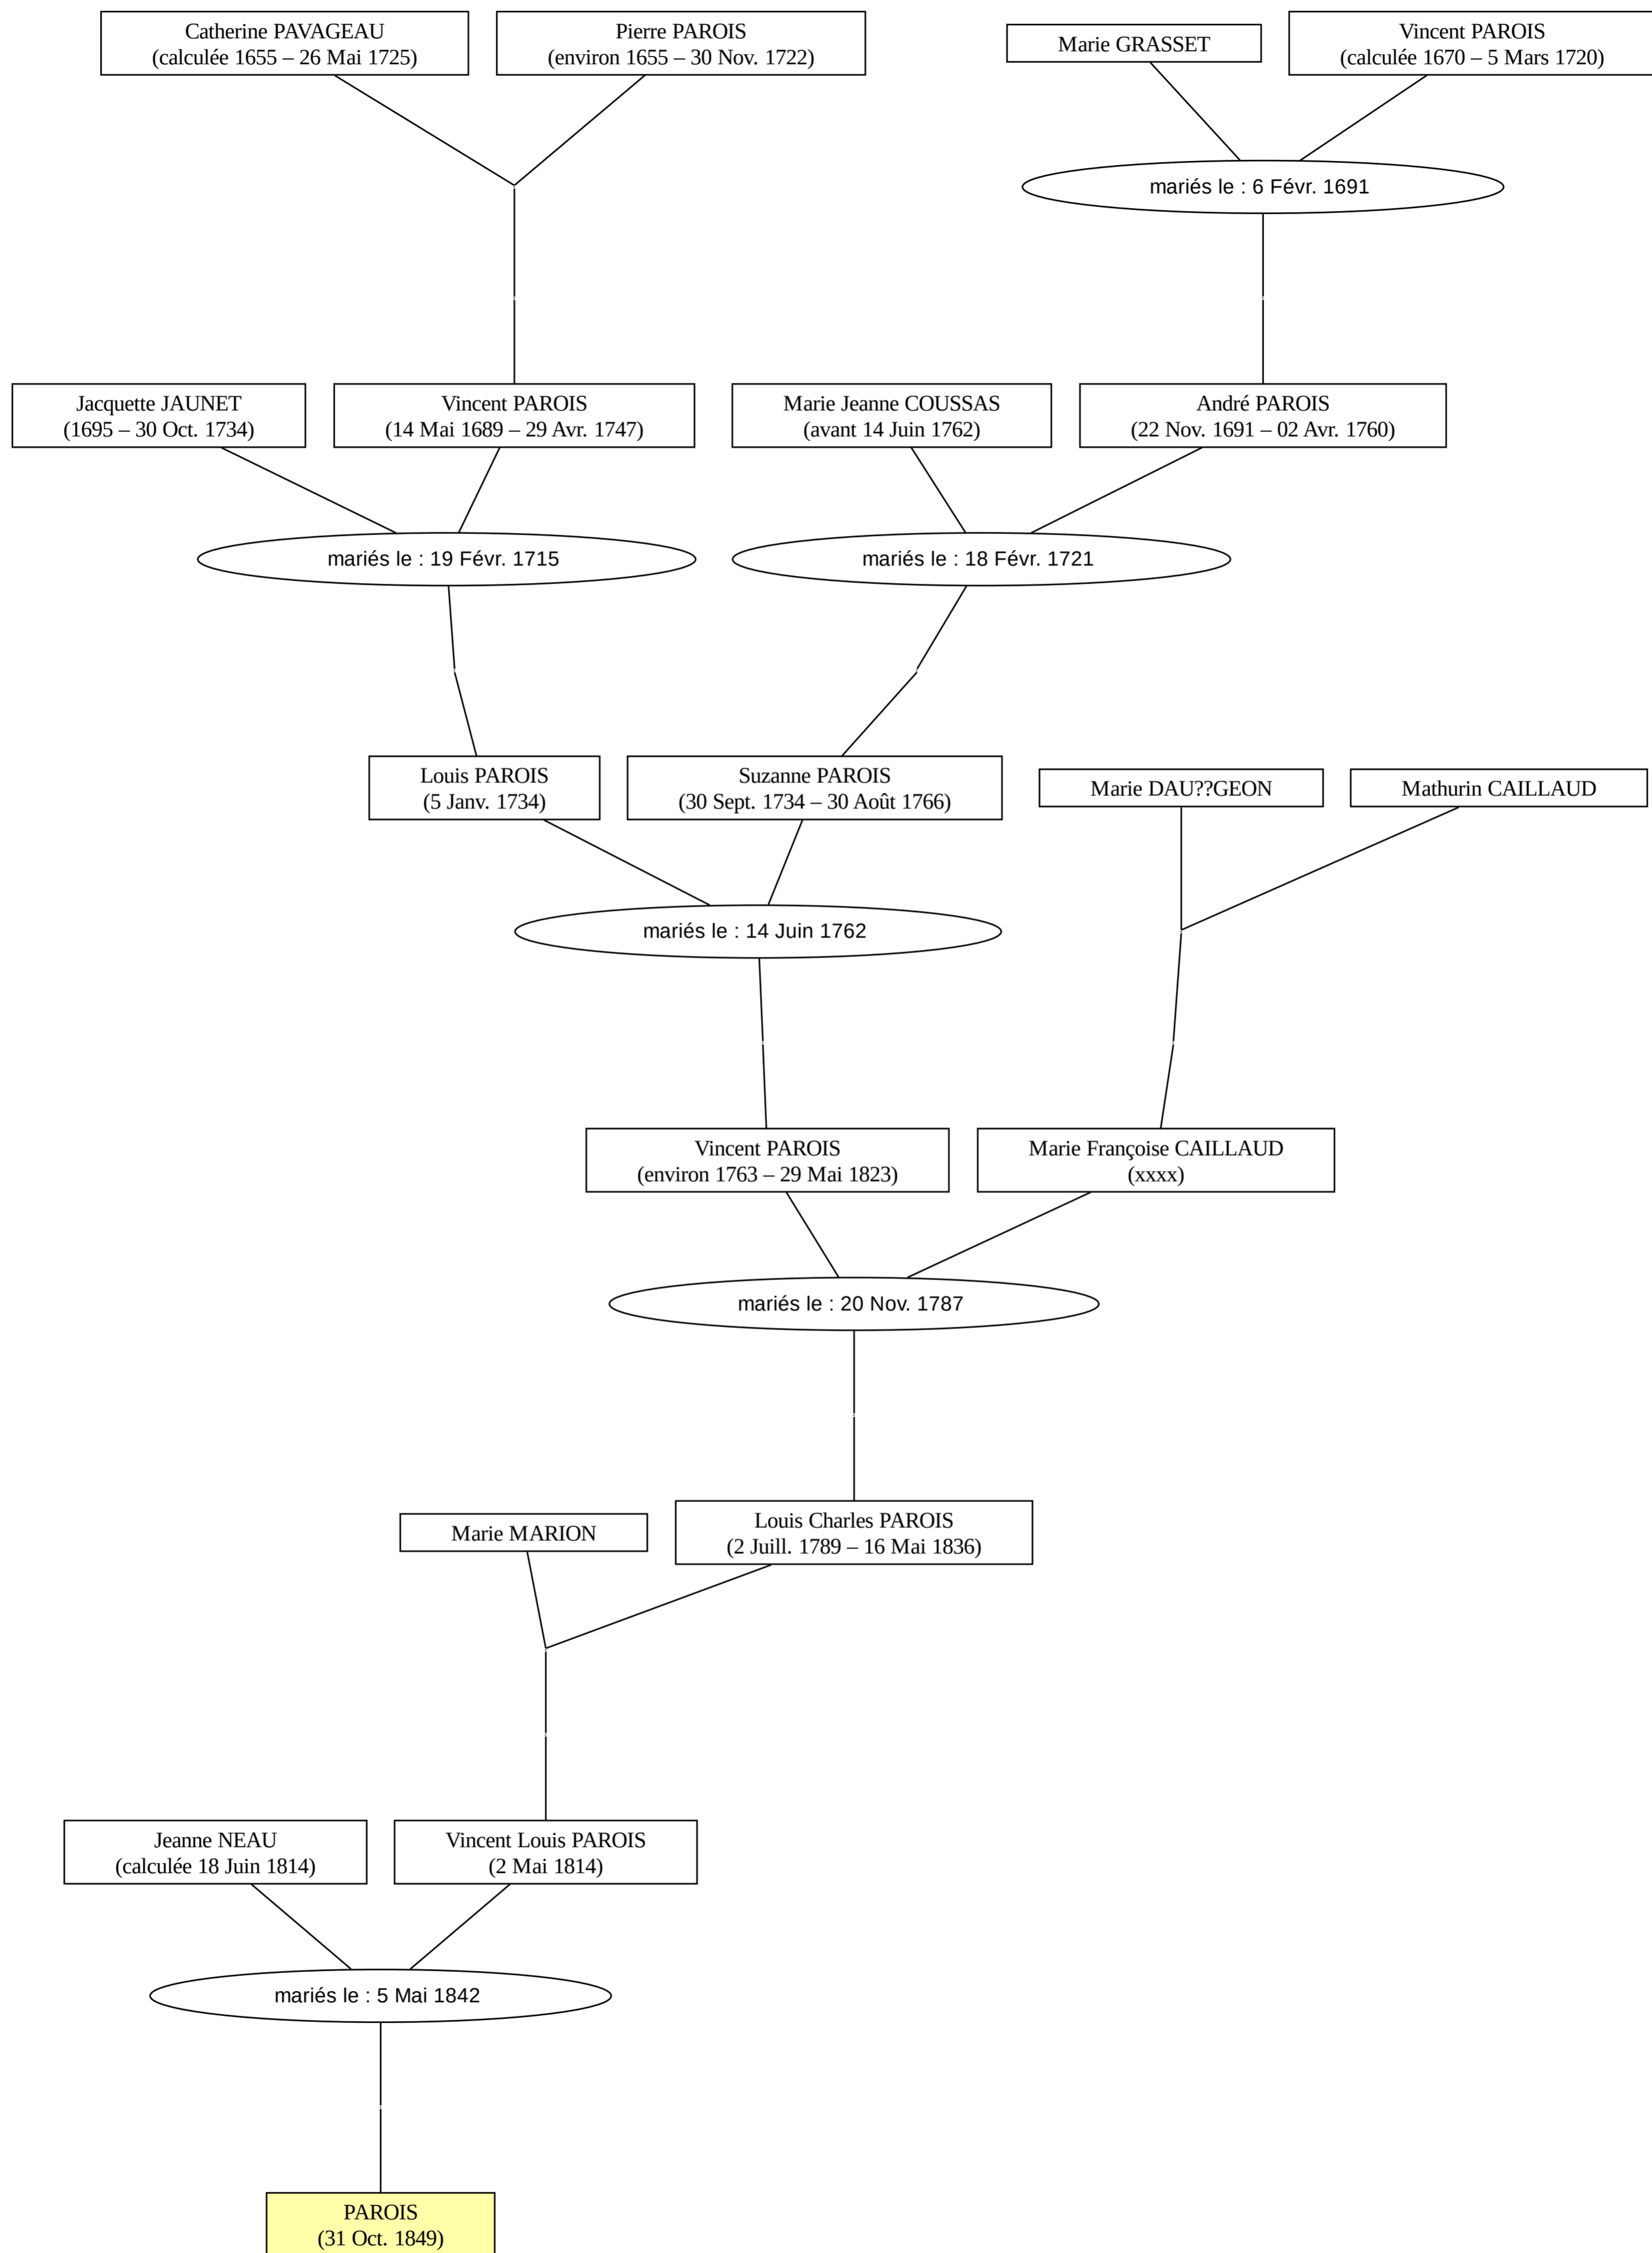 Catherine PAVAGEAU
(calculée 1655 – 26 Mai 1725)
Pierre PAROIS
(environ 1655 – 30 Nov. 1722)
Marie GRASSET
Vincent PAROIS
(calculée 1670 – 5 Mars 1720)
mariés le : 6 Févr. 1691
Jacquette JAUNET
(1695 – 30 Oct. 1734)
Vincent PAROIS
(14 Mai 1689 – 29 Avr. 1747)
Marie Jeanne COUSSAS
(avant 14 Juin 1762)
André PAROIS
(22 Nov. 1691 – 02 Avr. 1760)
mariés le : 19 Févr. 1715
mariés le : 18 Févr. 1721
Louis PAROIS
(5 Janv. 1734)
Suzanne PAROIS
(30 Sept. 1734 – 30 Août 1766)
Marie DAU??GEON
Mathurin CAILLAUD
mariés le : 14 Juin 1762
Vincent PAROIS
(environ 1763 – 29 Mai 1823)
Marie Françoise CAILLAUD
(xxxx)
mariés le : 20 Nov. 1787
Marie MARION
Louis Charles PAROIS
(2 Juill. 1789 – 16 Mai 1836)
Jeanne NEAU
(calculée 18 Juin 1814)
Vincent Louis PAROIS
(2 Mai 1814)
mariés le : 5 Mai 1842
PAROIS
(31 Oct. 1849)